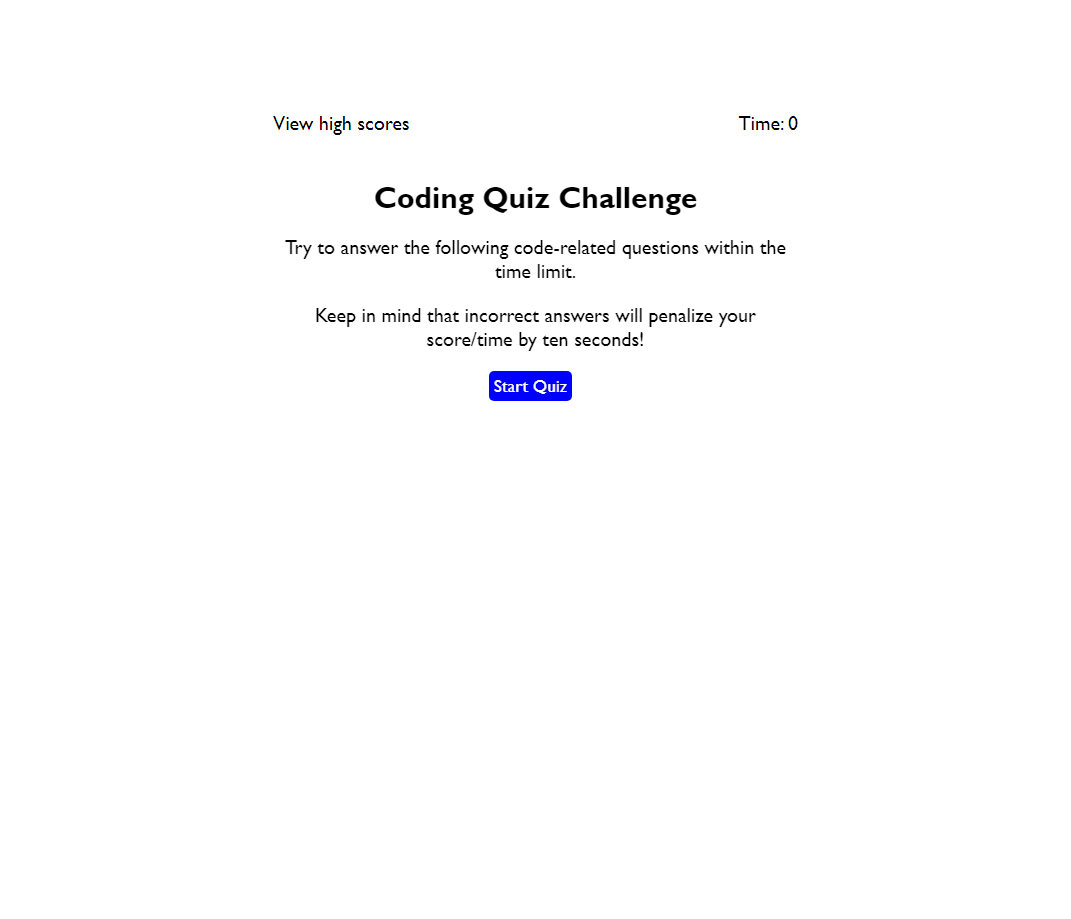 View high scores
Time: 0
Coding Quiz Challenge
Try to answer the following code-related questions within the
time limit.
Keep in mind that incorrect answers will penalize your
score/time by ten seconds!
Start Quiz